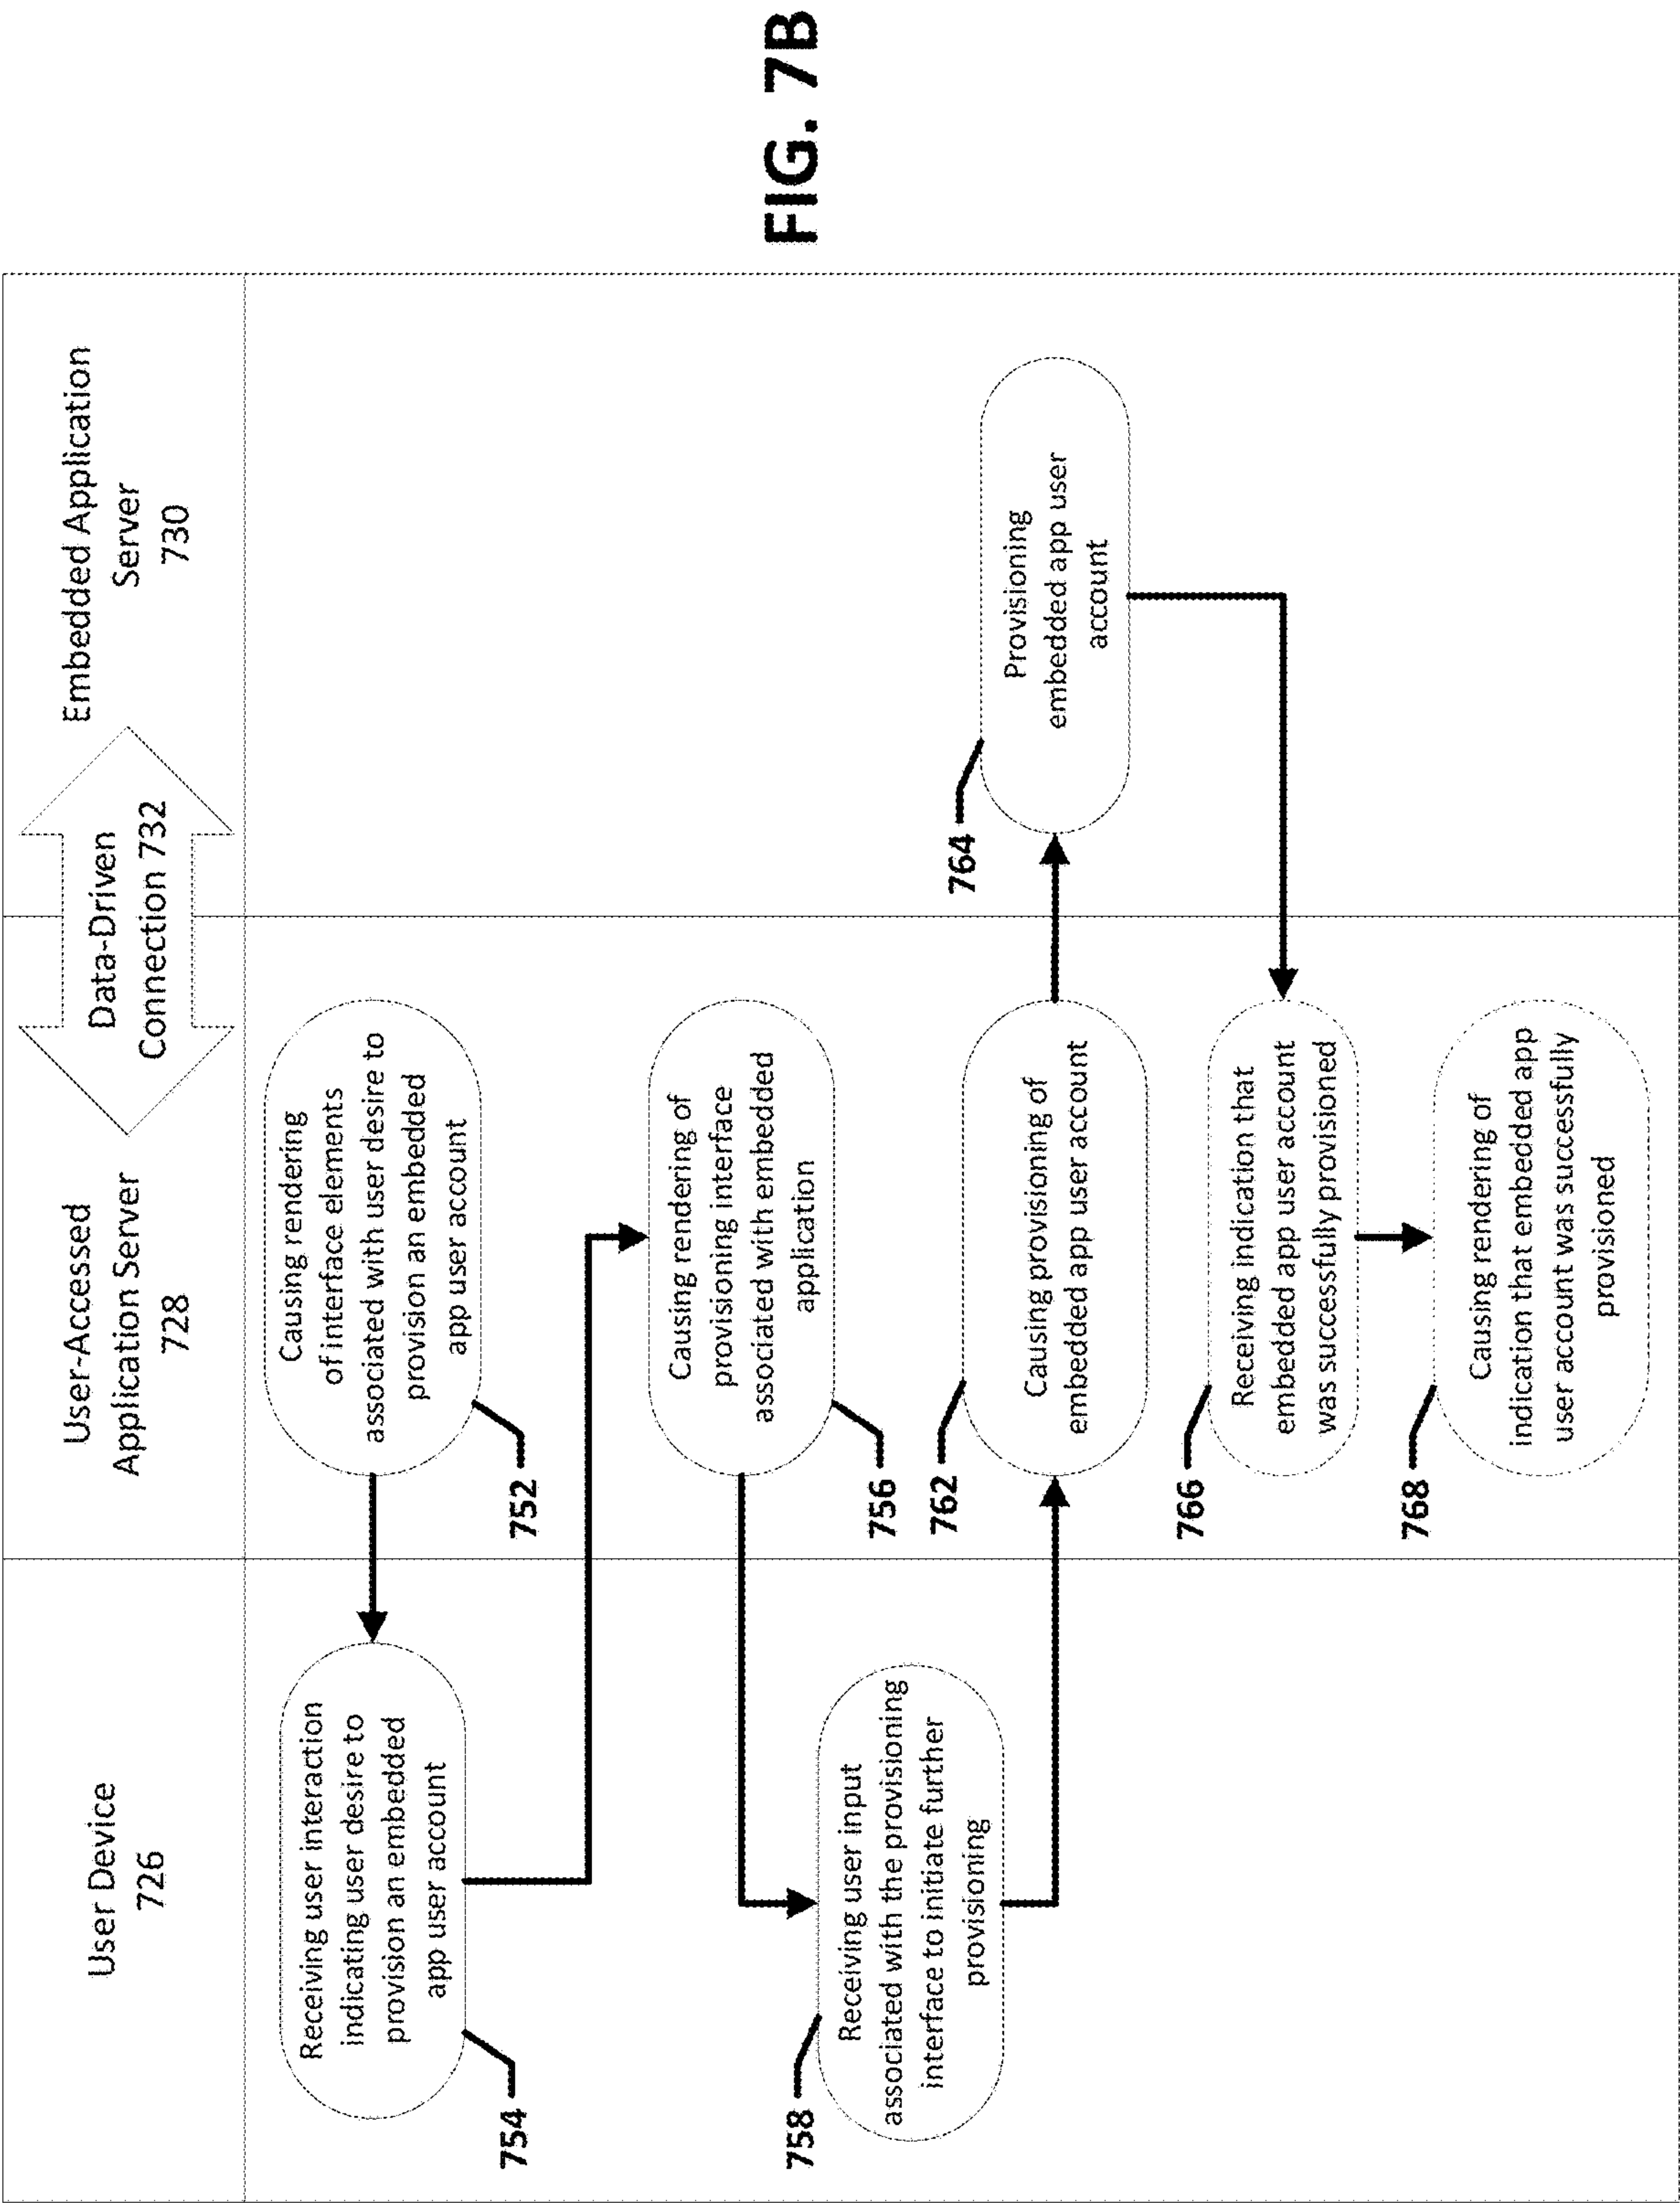 User Device
726
User-Accessed
Application Server
728
Data-Driven
Connection 732
Embedded Application
Server
730
Causing rendering
of interface elements
associated with user desire to
provision an embedded
app user account
752
Receiving user interaction
indicating user desire to
provision an embedded
app user account
754
Causing rendering of
provisioning interface
associated with embedded
application
756
Receiving user input
associated with the provisioning
interface to initiate further
provisioning
758
Causing provisioning of
embedded app user account
762
Provisioning
embedded app user
account
764
Receiving indication that
embedded app user account
was successfully provisioned
766
Causing rendering of
indication that embedded app
user account was successfully
provisioned
768
FIG. 7B